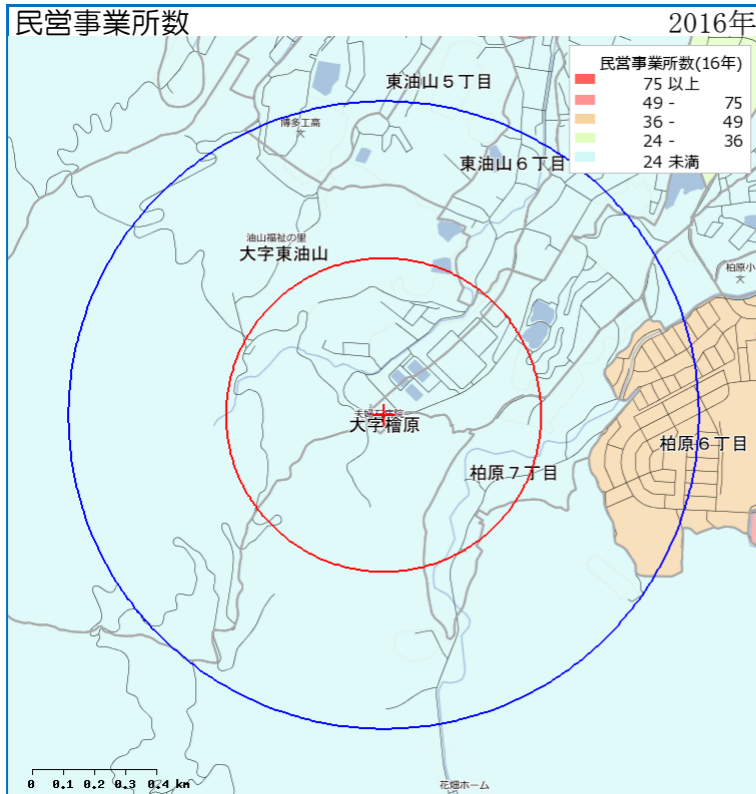 民営事業所数
2016年
民営事業所数(16年)
75 以上
49 - 75
36 - 49
24 - 36
24 未満
東油山5丁目
博多工高
文
東油山6丁目
油山福祉の里
大字東油山
柏原小
文
大字檜原
柏原6丁目
柏原7丁目
0 0.1 0.2 0.3 0.4 km
花畑ホーム